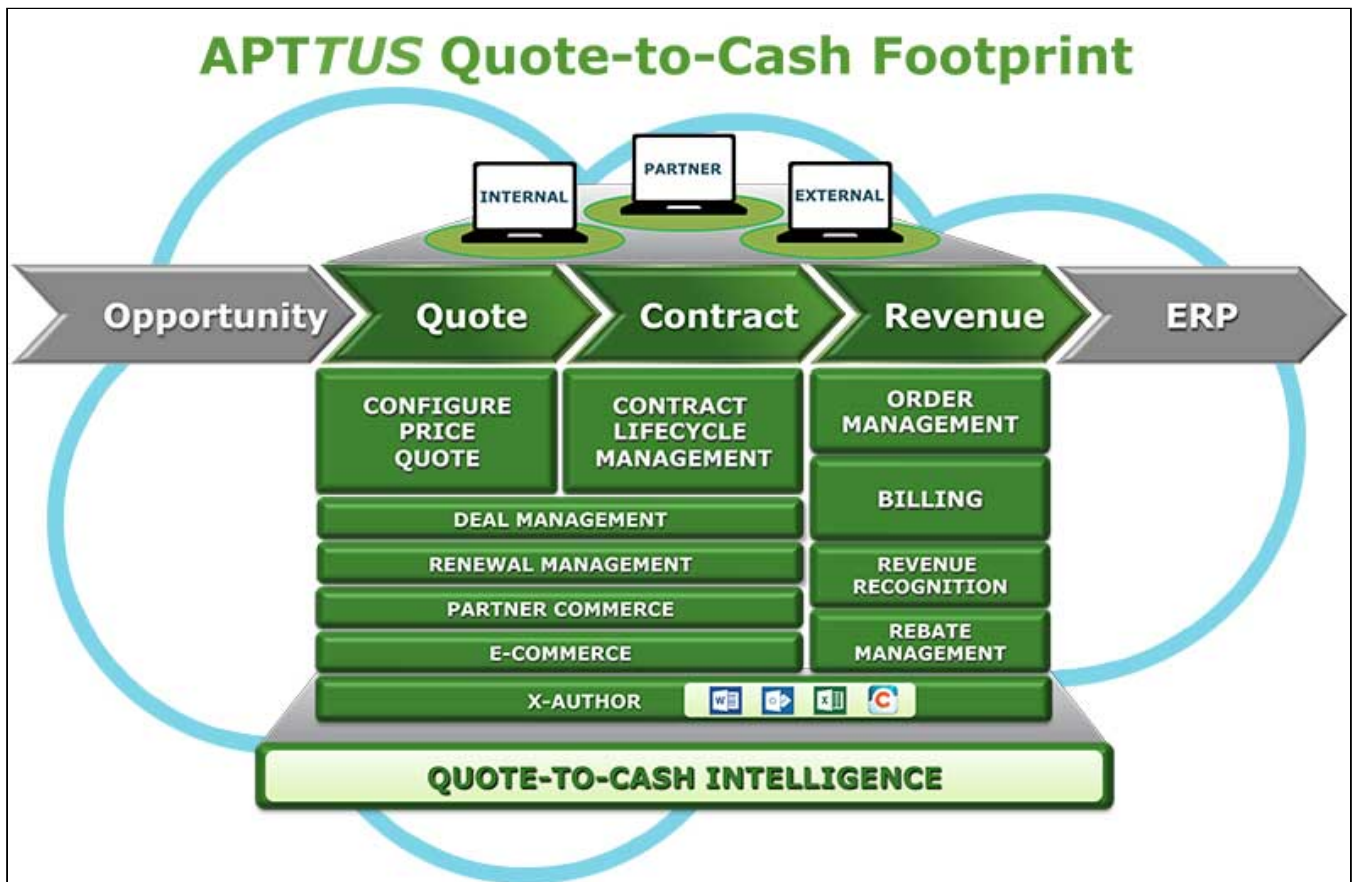 APTTUS Quote-to-Cash Footprint
INTERNAL
PARTNER
EXTERNAL
Opportunity
Quote
Contract
Revenue
ERP
CONFIGURE
PRICE
QUOTE
CONTRACT
LIFECYCLE
MANAGEMENT
ORDER
MANAGEMENT
BILLING
DEAL MANAGEMENT
RENEWAL MANAGEMENT
REVENUE
RECOGNITION
PARTNER COMMERCE
E-COMMERCE
REBATE
MANAGEMENT
X-AUTHOR
W
O
X
C
QUOTE-TO-CASH INTELLIGENCE